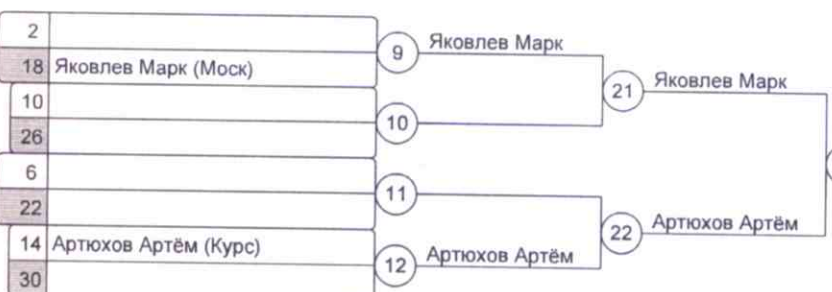 2
18 Яковлев Марк (Моск)
9 Яковлев Марк
10
26
10
21 Яковлев Марк
6
22
11
14 Артюхов Артём (Курс)
30
12 Артюхов Артём
22 Артюхов Артём